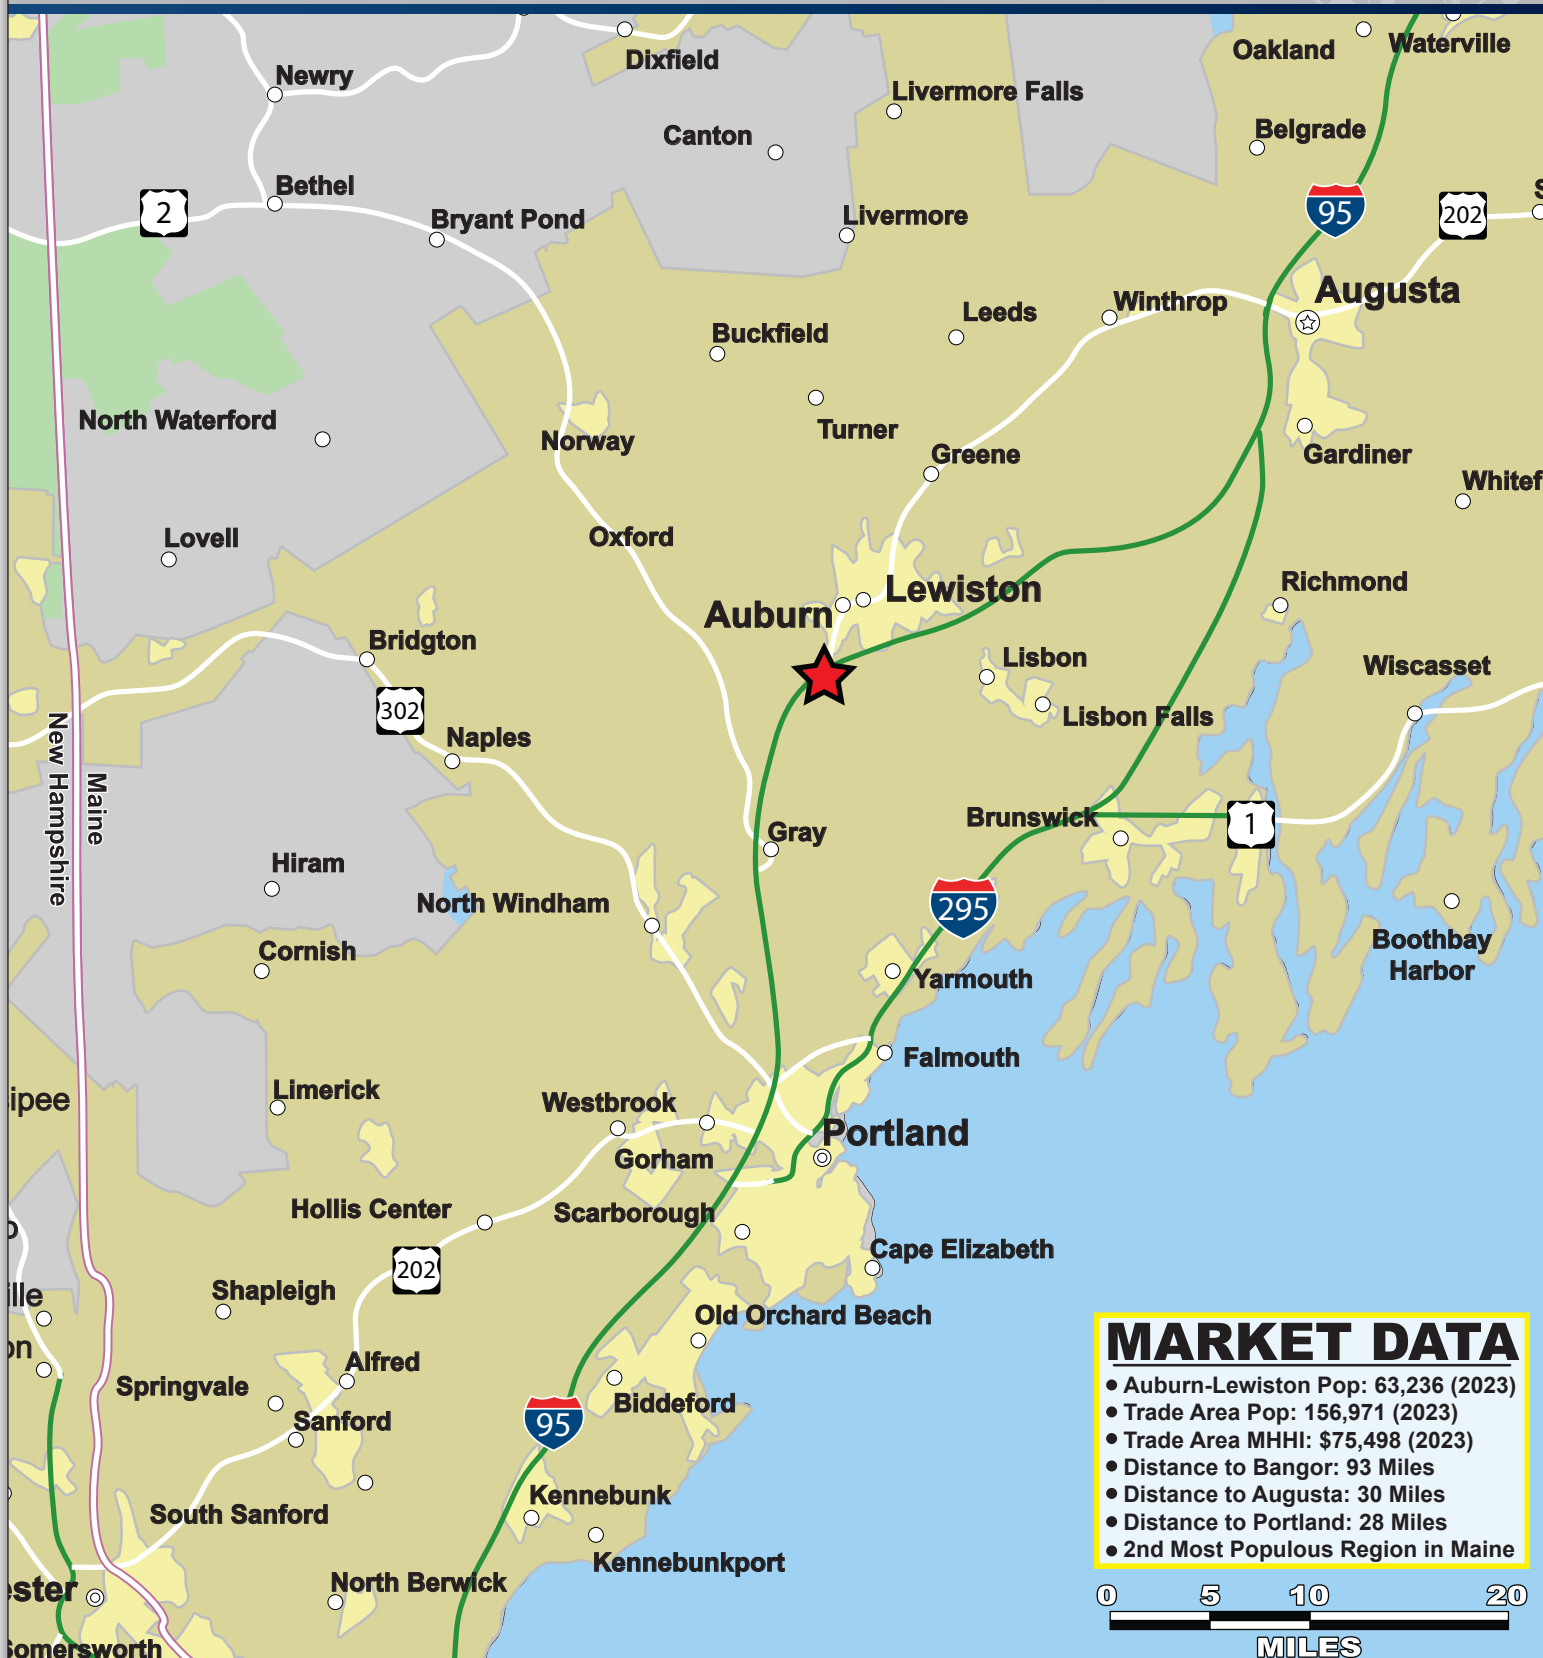 Oakland
Waterville
Dixfield
Newry
Livermore Falls
Canton
Belgrade
Bethel
2
95
202
Bryant Pond
Livermore
Augusta
Winthrop
Leeds
Buckfield
North Waterford
Turner
Norway
Greene
Gardiner
Whitef
Lovell
Oxford
Richmond
Lewiston
Auburn
Bridgton
Lisbon
Wiscasset
302
Lisbon Falls
Naples
New Hampshire
Maine
Gray
Brunswick
1
Hiram
North Windham
295
Cornish
Boothbay
Harbor
Yarmouth
Falmouth
Limerick
ipee
Westbrook
Portland
Gorham
Hollis Center
Scarborough
Cape Elizabeth
202
Shapleigh
ille
Old Orchard Beach
on
Alfred
Springvale
Biddeford
Sanford
95
Kennebunk
South Sanford
Kennebunkport
North Berwick
ester
Somersworth
MARKET DATA
• Auburn-Lewiston Pop: 63,236 (2023)
• Trade Area Pop: 156,971 (2023)
• Trade Area MHHI: $75,498 (2023)
• Distance to Bangor: 93 Miles
• Distance to Augusta: 30 Miles
• Distance to Portland: 28 Miles
• 2nd Most Populous Region in Maine
0 5 10 20
MILES